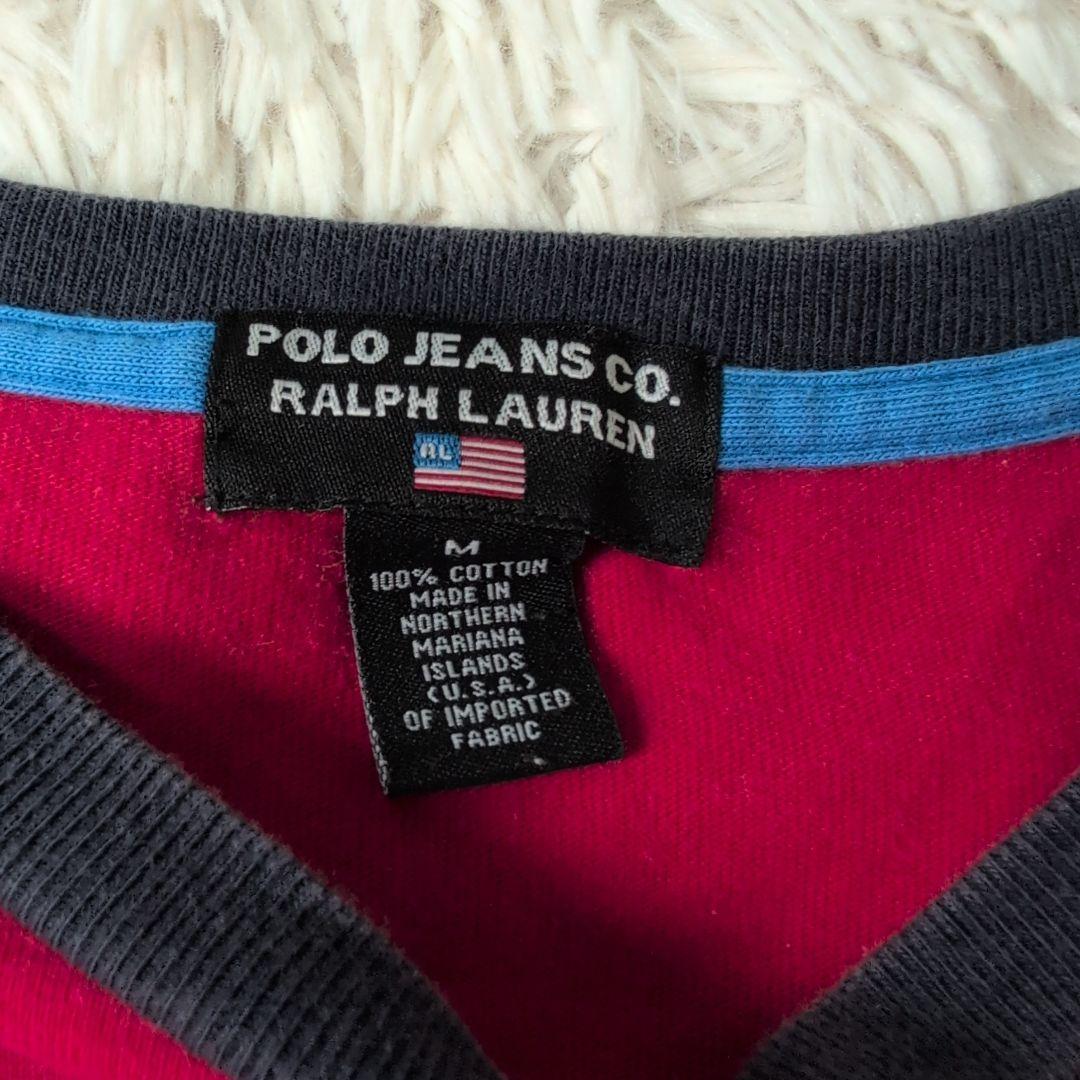 POLO JEANS CO.
RALPH LAUREN
RL
M
100% COTTON
MADE IN
NORTHERN
MARIANA
ISLANDS
(U.S.A.)
OF IMPORTED
FABRIC